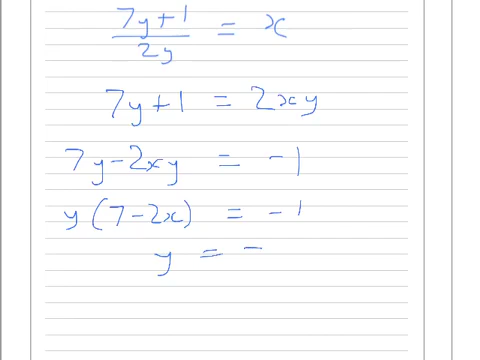 (7y + 1)/(2y) = x
7y + 1 = 2xy
7y - 2xy = -1
y(7 - 2x) = -1
y = -